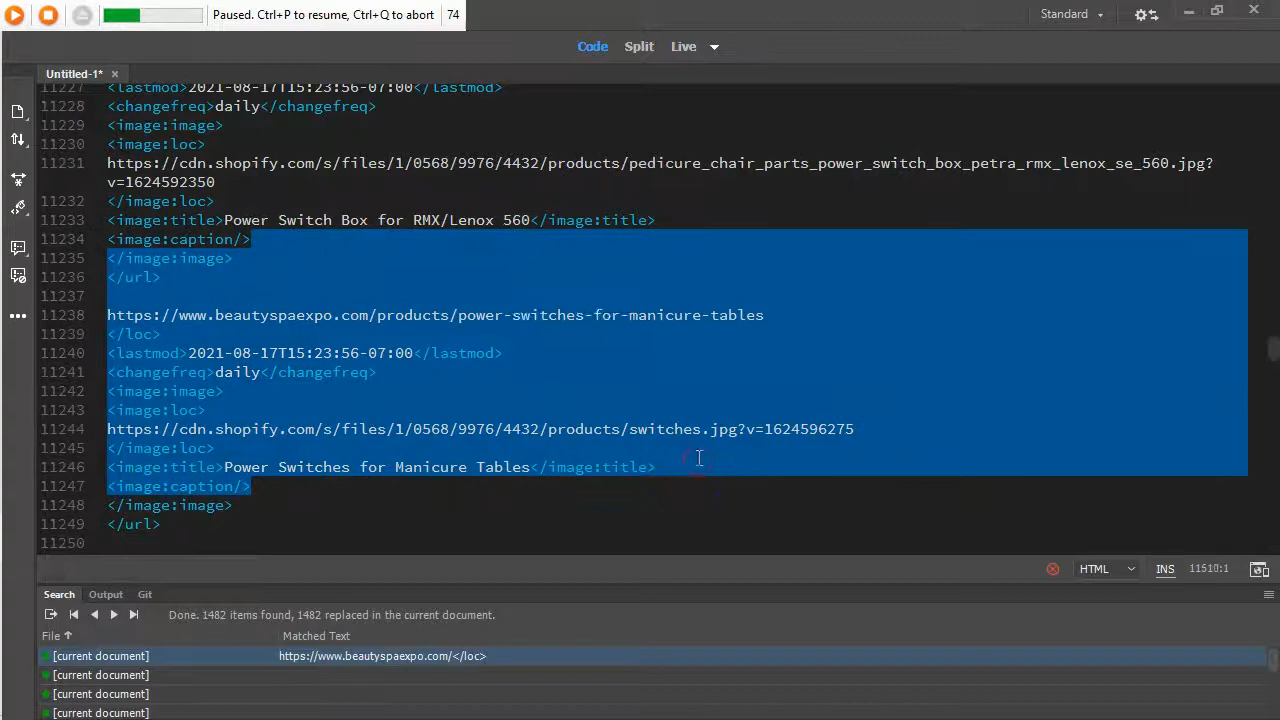 Paused. Ctrl+P to resume, Ctrl+Q to abort 74
Standard
Code Split Live
Untitled-1* ×
11227 <lastmod>2021-08-17T15:23:56-07:00</lastmod>
11228 <changefreq>daily</changefreq>
11229 <image:image>
11230 <image:loc>
11231 https://cdn.shopify.com/s/files/1/0568/9976/4432/products/pedicure_chair_parts_power_switch_box_petra_rmx_lenox_se_560.jpg?
v=1624592350
11232 </image:loc>
11233 <image:title>Power Switch Box for RMX/Lenox 560</image:title>
11234 <image:caption/>
11235 </image:image>
11236 </url>
11237
11238 https://www.beautyspaexpo.com/products/power-switches-for-manicure-tables
11239 </loc>
11240 <lastmod>2021-08-17T15:23:56-07:00</lastmod>
11241 <changefreq>daily</changefreq>
11242 <image:image>
11243 <image:loc>
11244 https://cdn.shopify.com/s/files/1/0568/9976/4432/products/switches.jpg?v=1624596275
11245 </image:loc>
11246 <image:title>Power Switches for Manicure Tables</image:title>
11247 <image:caption/>
11248 </image:image>
11249 </url>
11250
HTML INS 11510:1
Search Output Git
Done. 1482 items found, 1482 replaced in the current document.
File Matched Text
[current document] https://www.beautyspaexpo.com/</loc>
[current document]
[current document]
[current document]